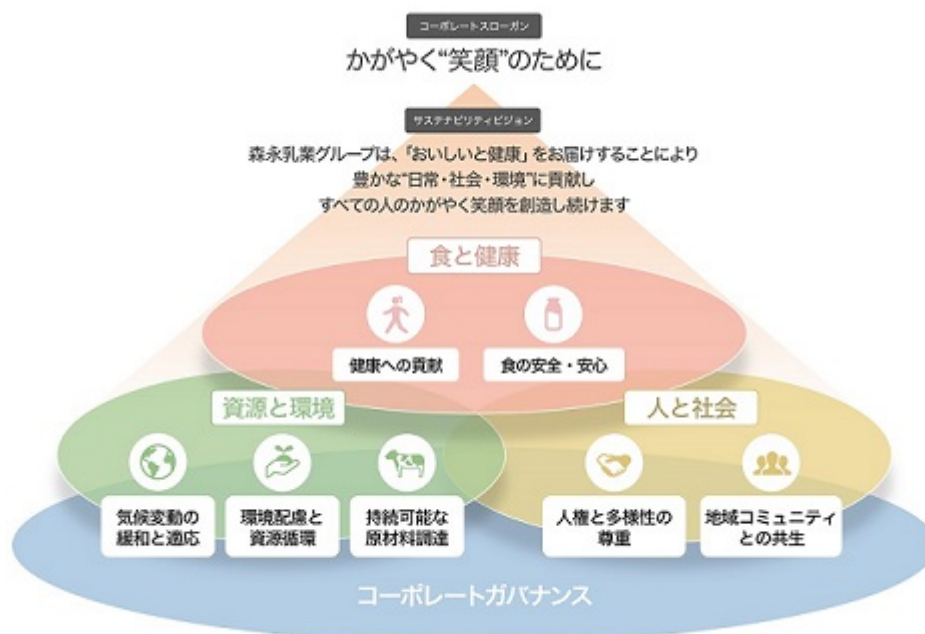 コーポレートスローガン
かがやく“笑顔”のために
サステナビリティビジョン
森永乳業グループは、「おいしいと健康」をお届けすることにより
豊かな“日常・社会・環境”に貢献し
すべての人のかがやく笑顔を創造し続けます
食と健康
健康への貢献
食の安全・安心
資源と環境
気候変動の
緩和と適応
環境配慮と
資源循環
持続可能な
原材料調達
人と社会
人権と多様性の
尊重
地域コミュニティ
との共生
コーポレートガバナンス